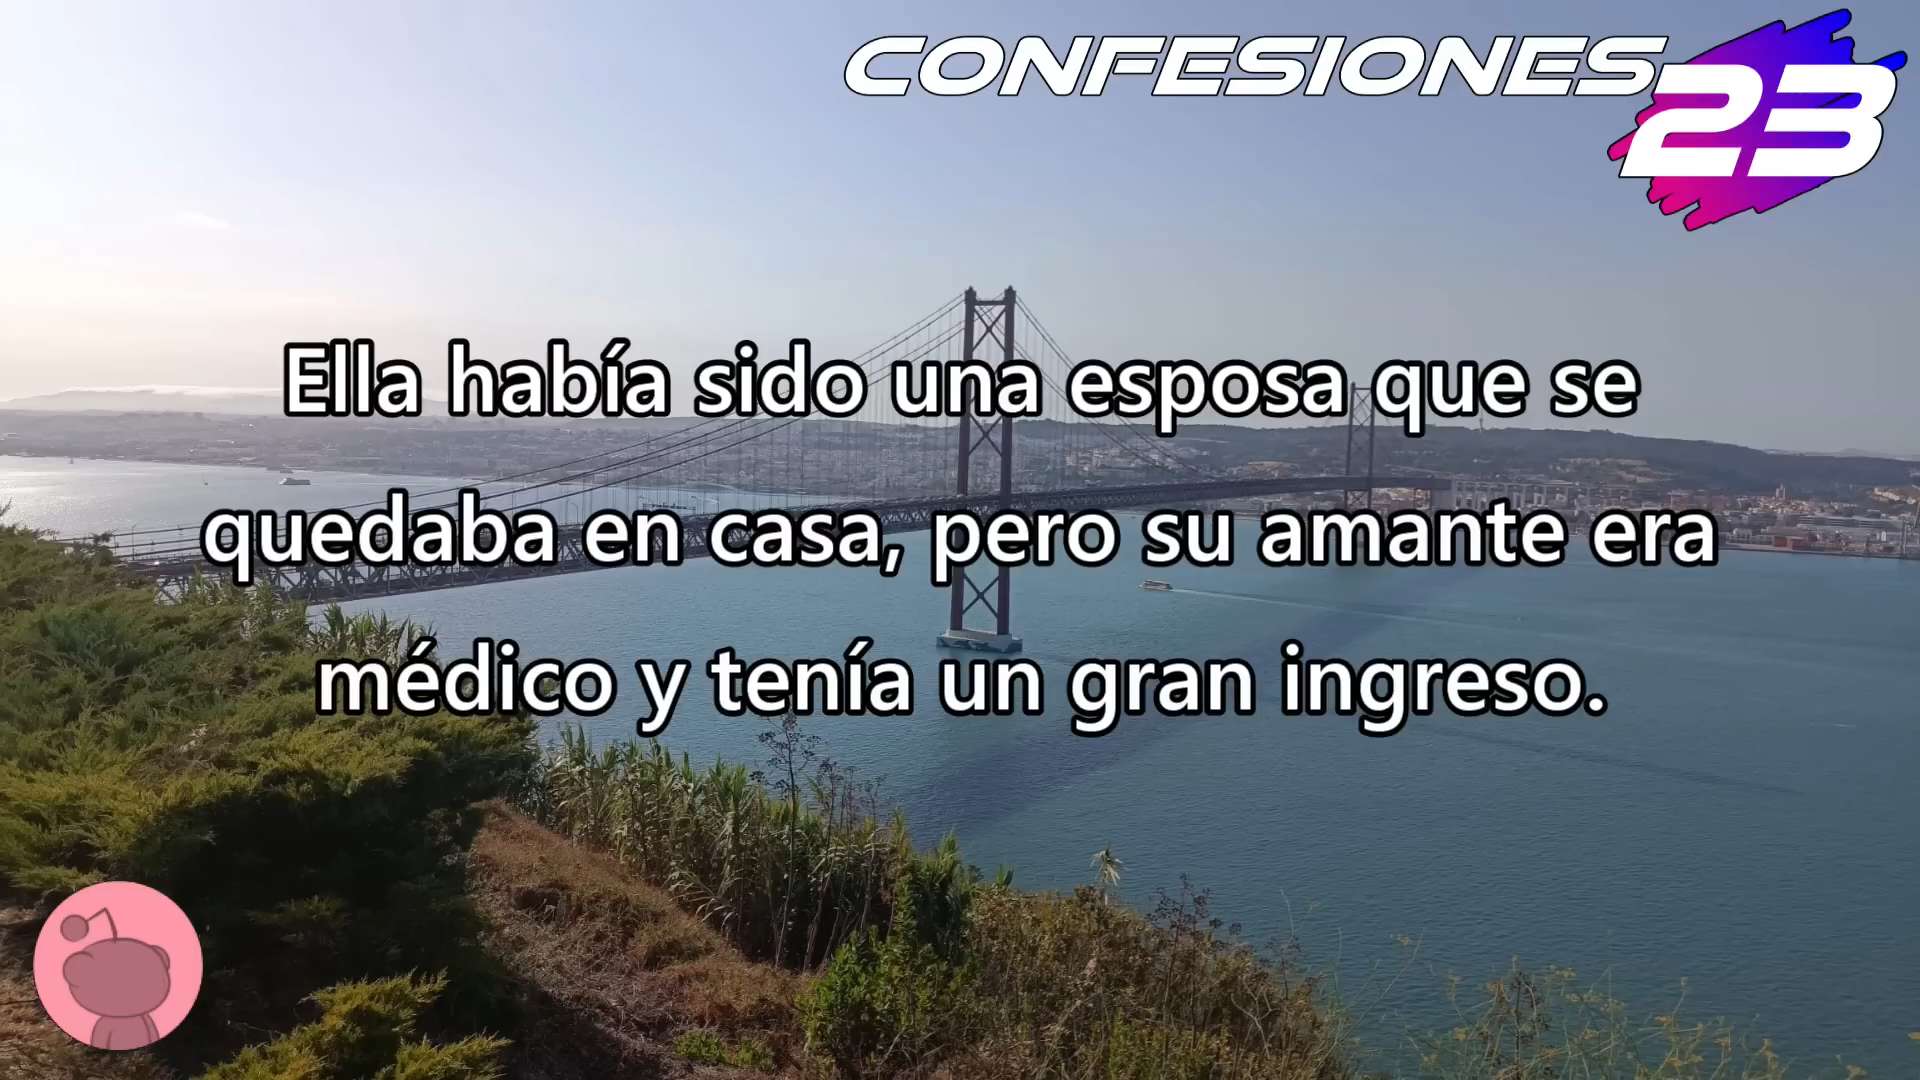 CONFESIONES
23
Ella había sido una esposa que se
quedaba en casa, pero su amante era
médico y tenía un gran ingreso.